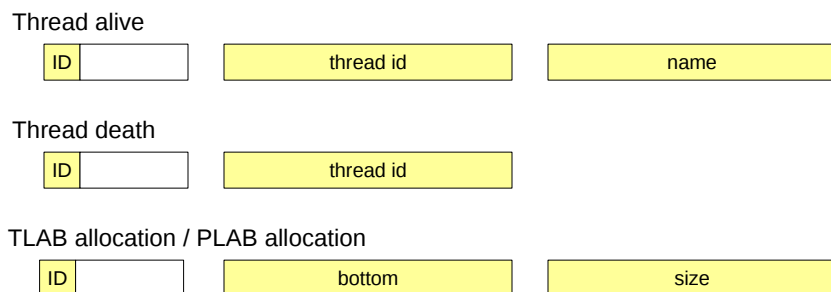 Thread alive
ID thread id name
Thread death
ID thread id
TLAB allocation / PLAB allocation
ID bottom size